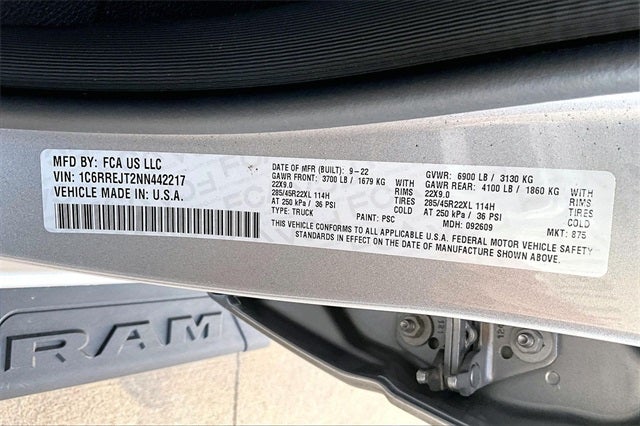 MFD BY: FCA US LLC
VIN: 1C6RREJT2NN442217
VEHICLE MADE IN: U.S.A.
DATE OF MFR (BUILT): 9-22
GAWR FRONT: 3700 LB / 1679 KG WITH
22X9.0 RIMS
285/45R22XL 114H TIRES
AT 250 kPa / 36 PSI COLD
TYPE: TRUCK PAINT: PSC
GVWR: 6900 LB / 3130 KG
GAWR REAR: 4100 LB / 1860 KG WITH
22X9.0 RIMS
285/45R22XL 114H TIRES
AT 250 kPa / 36 PSI COLD
MDH: 092609 MKT: 875
THIS VEHICLE CONFORMS TO ALL APPLICABLE U.S.A. FEDERAL MOTOR VEHICLE SAFETY
STANDARDS IN EFFECT ON THE DATE OF MANUFACTURE SHOWN ABOVE.
RAM